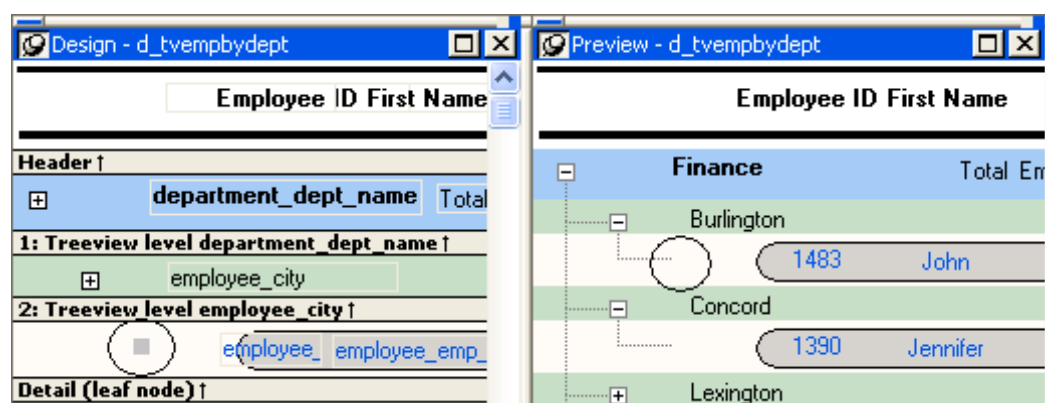 Design - d_tvempbydept
Employee ID First Name
Header ↑
department_dept_name Total
1: Treeview level department_dept_name ↑
employee_city
2: Treeview level employee_city ↑
employee_ employee_emp_
Detail (leaf node) ↑
Preview - d_tvempbydept
Employee ID First Name
Finance Total Em
Burlington
1483 John
Concord
1390 Jennifer
Lexington